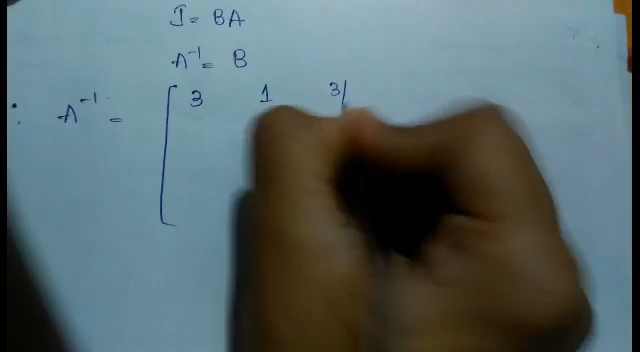 I = BA
A⁻¹ = B
∴ A⁻¹ = [ 3 1 3/